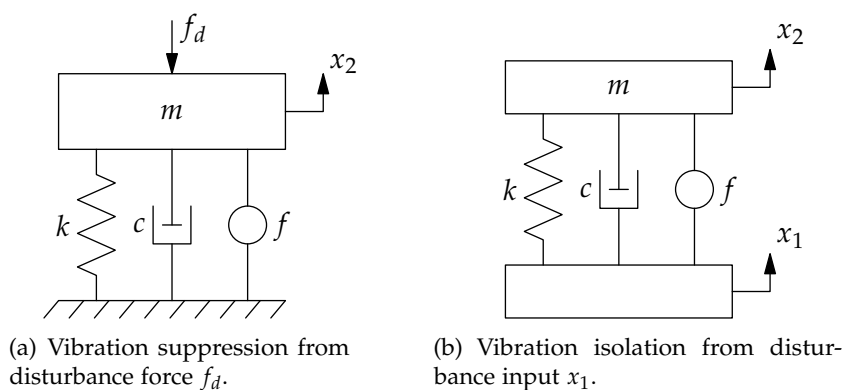 f_d
x_2
m
k
c
f
(a) Vibration suppression from
disturbance force f_d.
x_2
m
k
c
f
x_1
(b) Vibration isolation from distur-
bance input x_1.